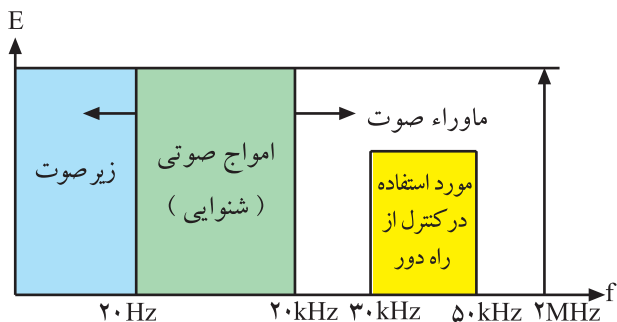 E
ماوراء صوت
امواج صوتی
(شنوایی)
زیر صوت
مورد استفاده
در کنترل از
راه دور
f
۲۰Hz
۲۰kHz
۳۰kHz
۵۰kHz
۲MHz